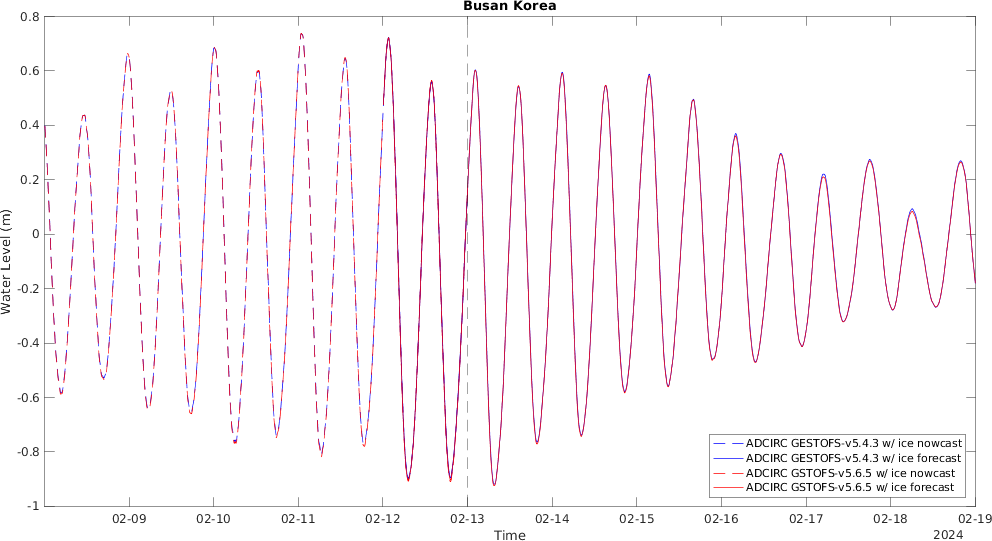 Busan Korea
0.8
0.6
0.4
0.2
0
-0.2
-0.4
-0.6
-0.8
-1
Water Level (m)
ADCIRC GESTOFS-v5.4.3 w/ ice nowcast
ADCIRC GESTOFS-v5.4.3 w/ ice forecast
ADCIRC GSTOFS-v5.6.5 w/ ice nowcast
ADCIRC GSTOFS-v5.6.5 w/ ice forecast
02-09 02-10 02-11 02-12 02-13 02-14 02-15 02-16 02-17 02-18 02-19
Time
2024